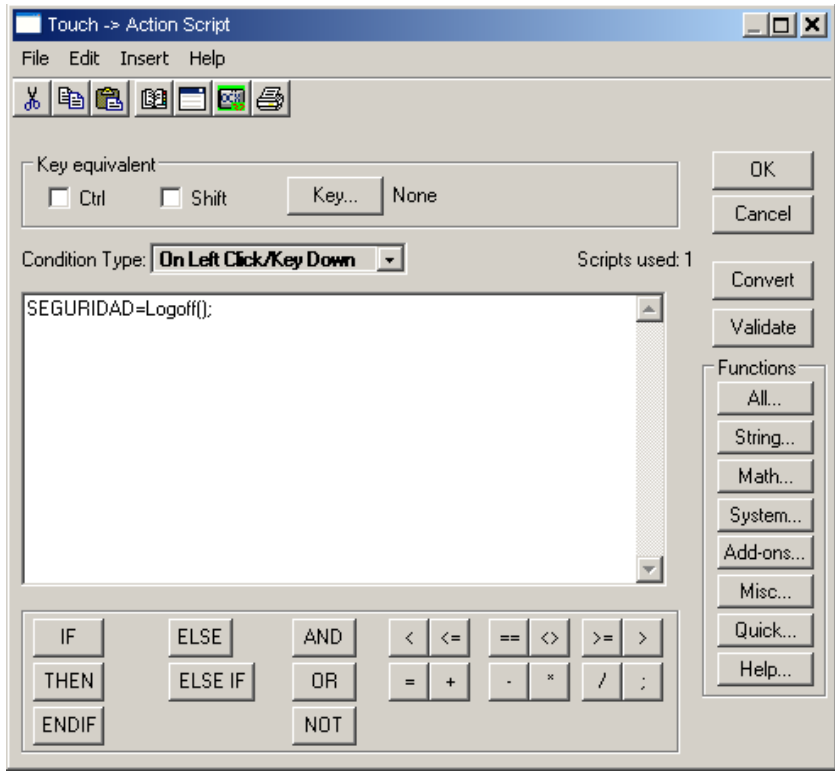 Touch -> Action Script
File Edit Insert Help
Key equivalent
Ctrl Shift Key... None
OK
Cancel
Condition Type: On Left Click/Key Down Scripts used: 1
Convert
Validate
SEGURIDAD=Logoff();
Functions
All...
String...
Math...
System...
Add-ons...
Misc...
Quick...
Help...
IF ELSE AND < <= == <> >= >
THEN ELSE IF OR = + - * / ;
ENDIF NOT